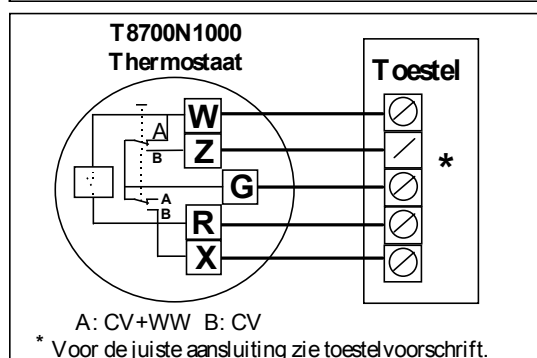 T8700N1000
Thermostaat
Toestel
W
A
Z
B
G
A
B
R
X
*
A: CV+WW B: CV
* Voor de juiste aansluiting zie toestelvoorschrift.